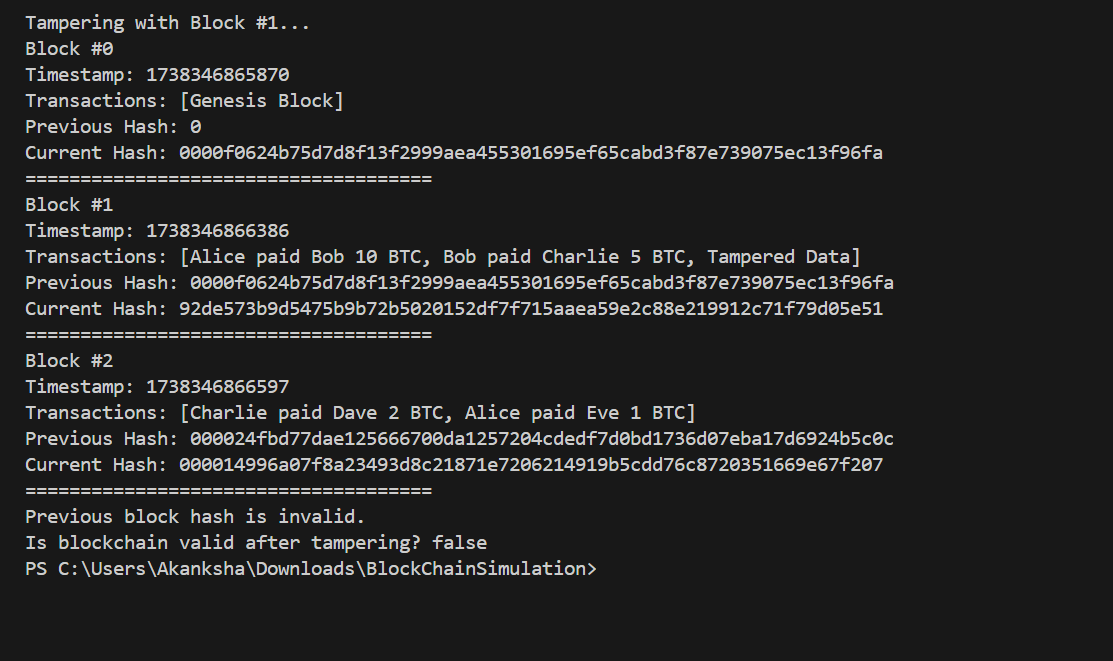 Tampering with Block #1...
Block #0
Timestamp: 1738346865870
Transactions: [Genesis Block]
Previous Hash: 0
Current Hash: 0000f0624b75d7d8f13f2999aea455301695ef65cabd3f87e739075ec13f96fa
=====================================
Block #1
Timestamp: 1738346866386
Transactions: [Alice paid Bob 10 BTC, Bob paid Charlie 5 BTC, Tampered Data]
Previous Hash: 0000f0624b75d7d8f13f2999aea455301695ef65cabd3f87e739075ec13f96fa
Current Hash: 92de573b9d5475b9b72b5020152df7f715aaea59e2c88e219912c71f79d05e51
=====================================
Block #2
Timestamp: 1738346866597
Transactions: [Charlie paid Dave 2 BTC, Alice paid Eve 1 BTC]
Previous Hash: 000024fbd77dae125666700da1257204cdedf7d0bd1736d07eba17d6924b5c0c
Current Hash: 000014996a07f8a23493d8c21871e7206214919b5cdd76c8720351669e67f207
=====================================
Previous block hash is invalid.
Is blockchain valid after tampering? false
PS C:\Users\Akanksha\Downloads\BlockChainSimulation>